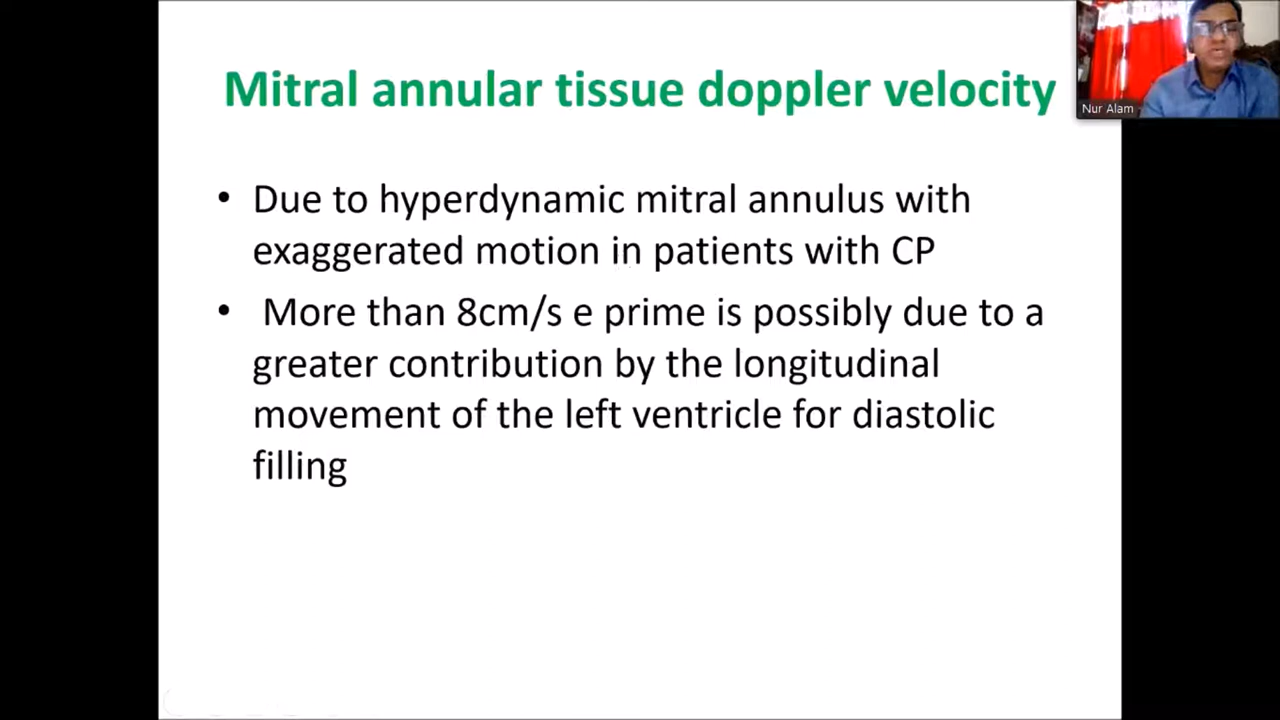 Mitral annular tissue doppler velocity
Nur Alam
• Due to hyperdynamic mitral annulus with
exaggerated motion in patients with CP
• More than 8cm/s e prime is possibly due to a
greater contribution by the longitudinal
movement of the left ventricle for diastolic
filling